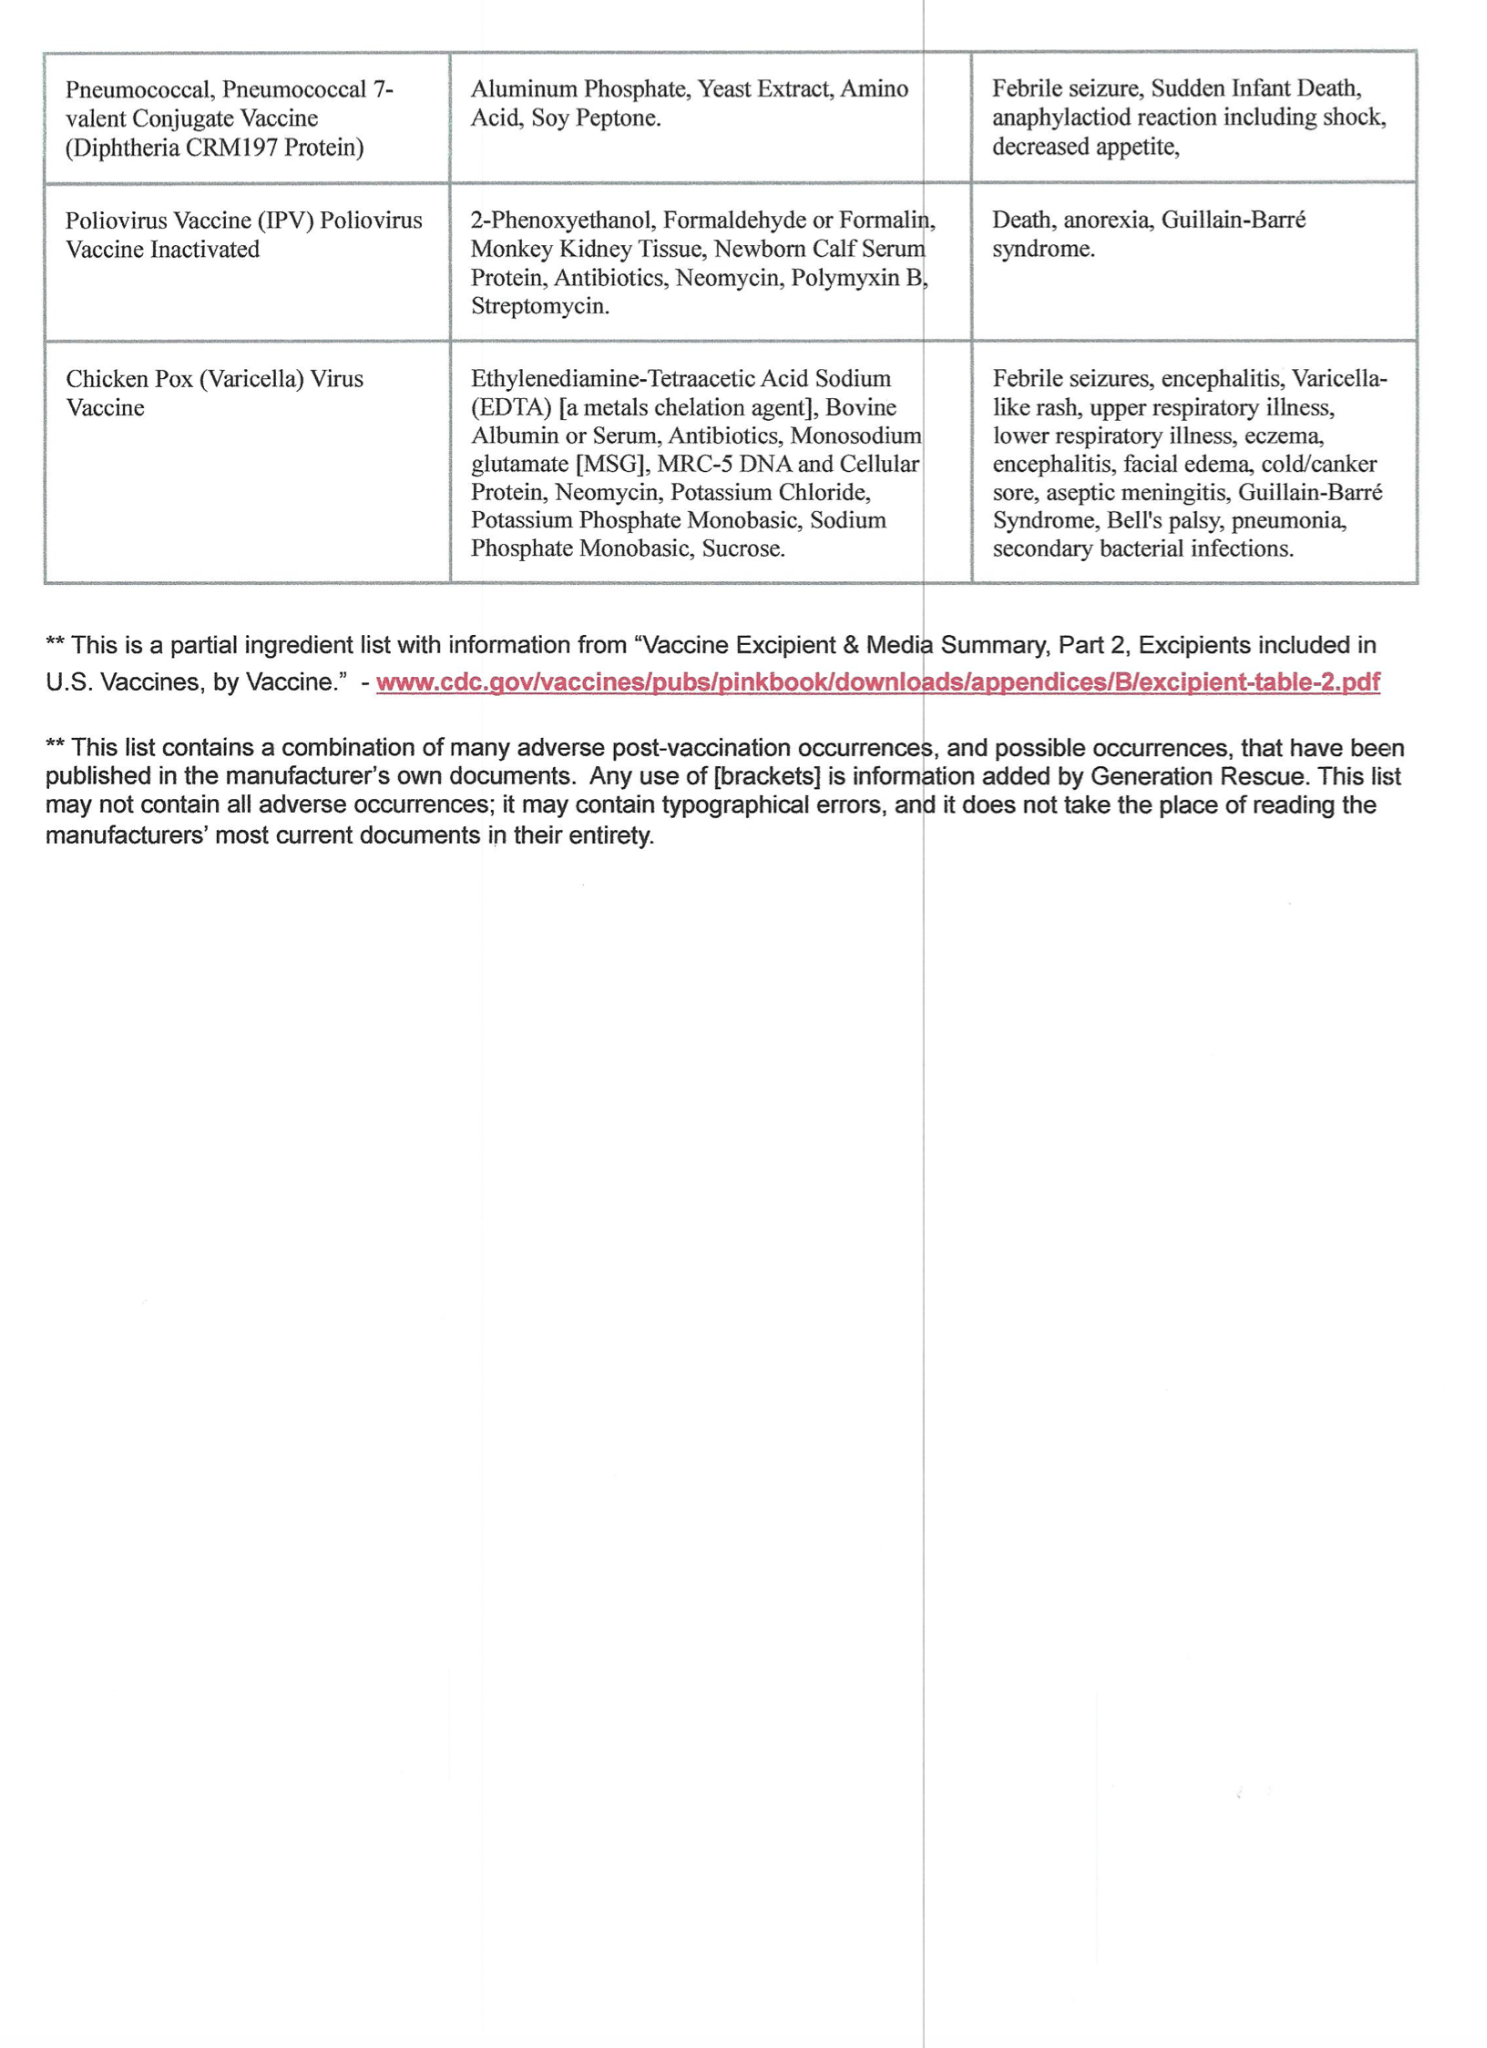 Pneumococcal, Pneumococcal 7-
valent Conjugate Vaccine
(Diphtheria CRM197 Protein)
Aluminum Phosphate, Yeast Extract, Amino
Acid, Soy Peptone.
Febrile seizure, Sudden Infant Death,
anaphylactiod reaction including shock,
decreased appetite,
Poliovirus Vaccine (IPV) Poliovirus
Vaccine Inactivated
2-Phenoxyethanol, Formaldehyde or Formalin,
Monkey Kidney Tissue, Newborn Calf Serum
Protein, Antibiotics, Neomycin, Polymyxin B,
Streptomycin.
Death, anorexia, Guillain-Barré
syndrome.
Chicken Pox (Varicella) Virus
Vaccine
Ethylenediamine-Tetraacetic Acid Sodium
(EDTA) [a metals chelation agent], Bovine
Albumin or Serum, Antibiotics, Monosodium
glutamate [MSG], MRC-5 DNA and Cellular
Protein, Neomycin, Potassium Chloride,
Potassium Phosphate Monobasic, Sodium
Phosphate Monobasic, Sucrose.
Febrile seizures, encephalitis, Varicella-
like rash, upper respiratory illness,
lower respiratory illness, eczema,
encephalitis, facial edema, cold/canker
sore, aseptic meningitis, Guillain-Barré
Syndrome, Bell's palsy, pneumonia,
secondary bacterial infections.
** This is a partial ingredient list with information from “Vaccine Excipient & Media Summary, Part 2, Excipients included in
U.S. Vaccines, by Vaccine.” - www.cdc.gov/vaccines/pubs/pinkbook/downloads/appendices/B/excipient-table-2.pdf
** This list contains a combination of many adverse post-vaccination occurrences, and possible occurrences, that have been
published in the manufacturer’s own documents. Any use of [brackets] is information added by Generation Rescue. This list
may not contain all adverse occurrences; it may contain typographical errors, and it does not take the place of reading the
manufacturers’ most current documents in their entirety.